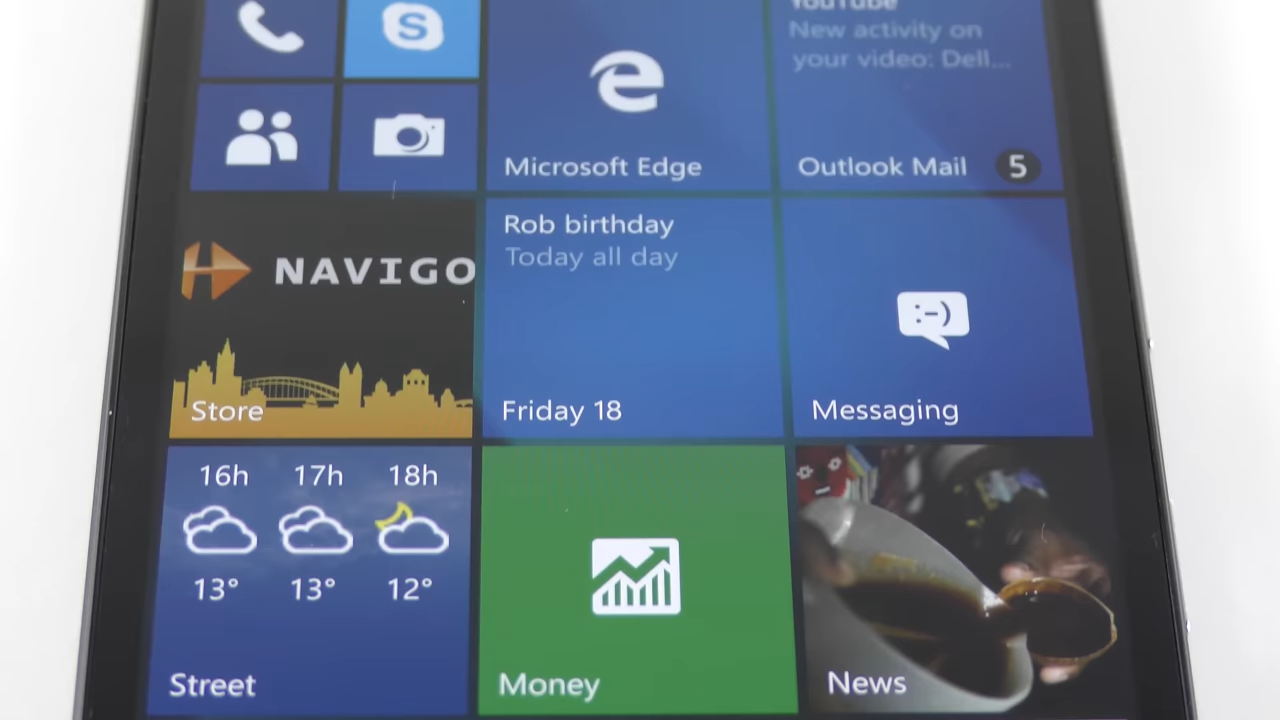 YouTube
New activity on
your video: Dell...
Microsoft Edge
Outlook Mail 5
NAVIGO
Store
Rob birthday
Today all day
Friday 18
:-)
Messaging
16h 17h 18h
13° 13° 12°
Street
Money
News